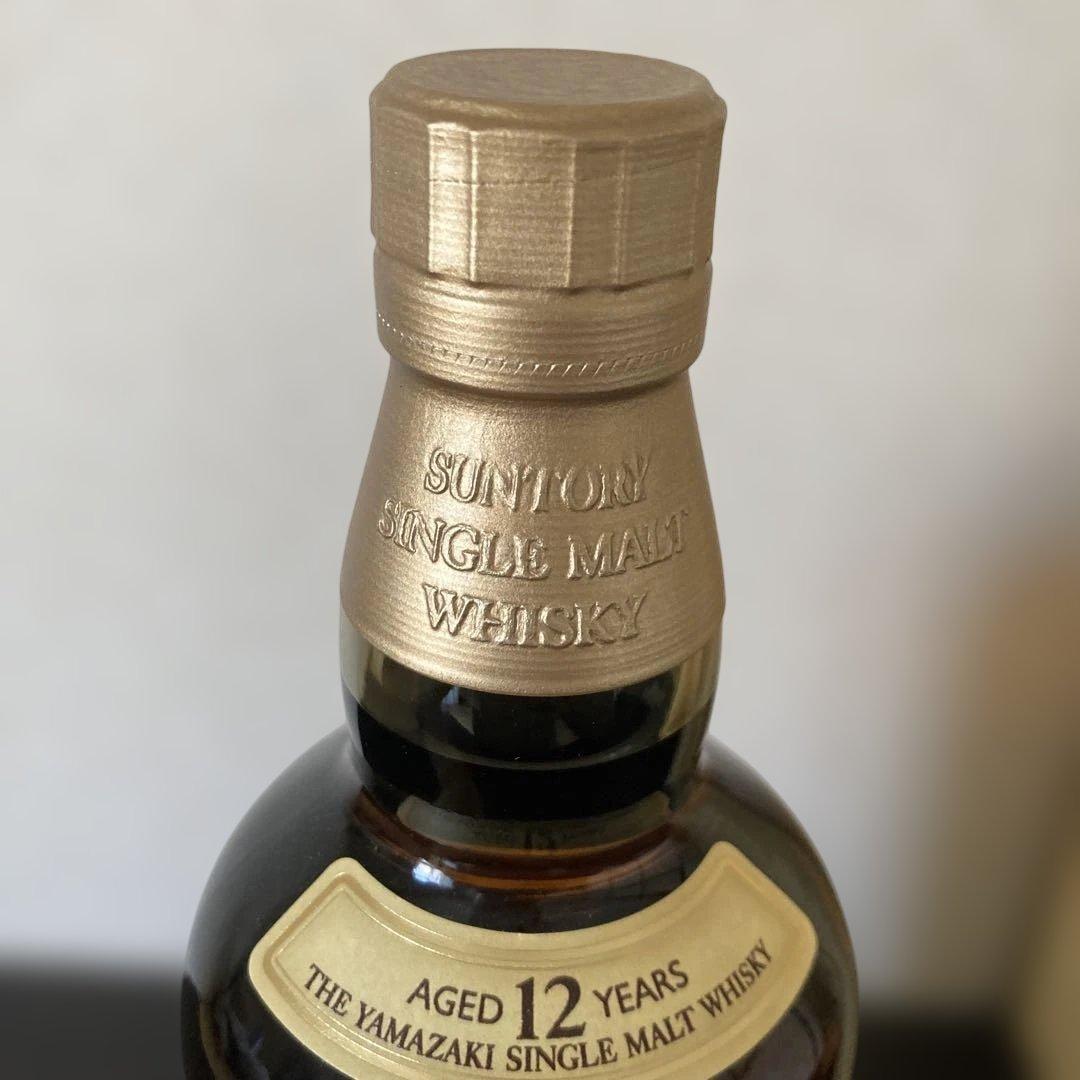 SUNTORY
SINGLE MALT
WHISKY
AGED 12 YEARS
THE YAMAZAKI SINGLE MALT WHISKY